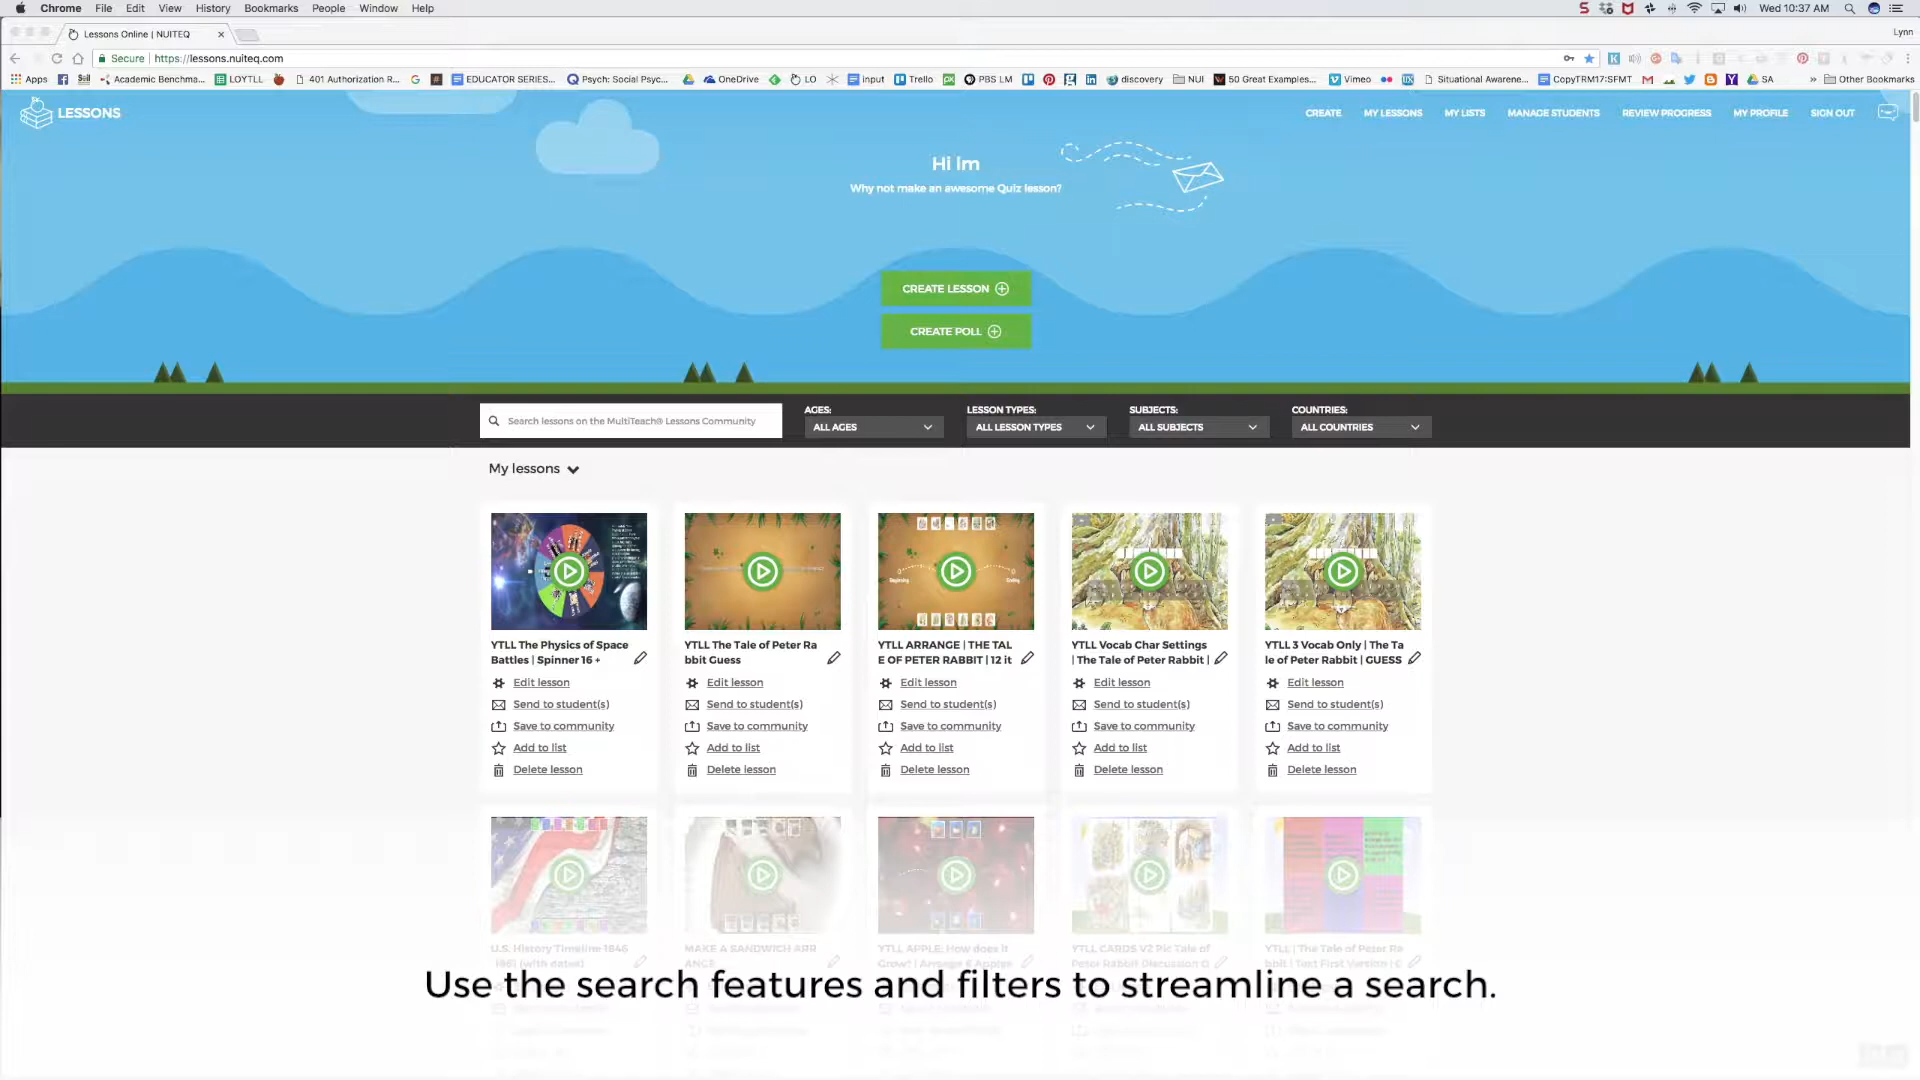 Chrome File Edit View History Bookmarks People Window Help
Wed 10:37 AM
Lessons Online | NUITEQ
Lynn
Secure https://lessons.nuiteq.com
Apps Academic Benchma... LOYTLL 401 Authorization R... EDUCATOR SERIES... Psych: Social Psyc... OneDrive LO input Trello PBS LM discovery NUI 50 Great Examples... Vimeo Situational Awarene... CopyTRM17:SFMT SA » Other Bookmarks
LESSONS
CREATE MY LESSONS MY LISTS MANAGE STUDENTS REVIEW PROGRESS MY PROFILE SIGN OUT
Hi lm
Why not make an awesome Quiz lesson?
CREATE LESSON
CREATE POLL
Search lessons on the MultiTeach® Lessons Community
AGES: LESSON TYPES: SUBJECTS: COUNTRIES:
ALL AGES ALL LESSON TYPES ALL SUBJECTS ALL COUNTRIES
My lessons
Beginning Ending
YTLL The Physics of Space
Battles | Spinner 16 +
Edit lesson
Send to student(s)
Save to community
Add to list
Delete lesson
YTLL The Tale of Peter Ra
bbit Guess
Edit lesson
Send to student(s)
Save to community
Add to list
Delete lesson
YTLL ARRANGE | THE TAL
E OF PETER RABBIT | 12 it
Edit lesson
Send to student(s)
Save to community
Add to list
Delete lesson
YTLL Vocab Char Settings
| The Tale of Peter Rabbit |
Edit lesson
Send to student(s)
Save to community
Add to list
Delete lesson
YTLL 3 Vocab Only | The Ta
le of Peter Rabbit | GUESS
Edit lesson
Send to student(s)
Save to community
Add to list
Delete lesson
U.S. History Timeline 1846
1861 (with dates)
MAKE A SANDWICH ARR
ANGE
YTLL APPLE: How does it
Grow? | Arrange 6 Apples
YTLL CARDS V2 Pic Tale of
Peter Rabbit Discussion Q
YTLL | The Tale of Peter Ra
bbit | Text First Version | C
Use the search features and filters to streamline a search.